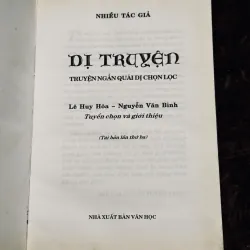 NHIỀU TÁC GIẢ
DỊ TRUYỆN
TRUYỆN NGẮN QUÁI DỊ CHỌN LỌC
Lê Huy Hòa – Nguyễn Văn Bình
Tuyển chọn và giới thiệu
(Tái bản lần thứ ba)
NHÀ XUẤT BẢN VĂN HỌC